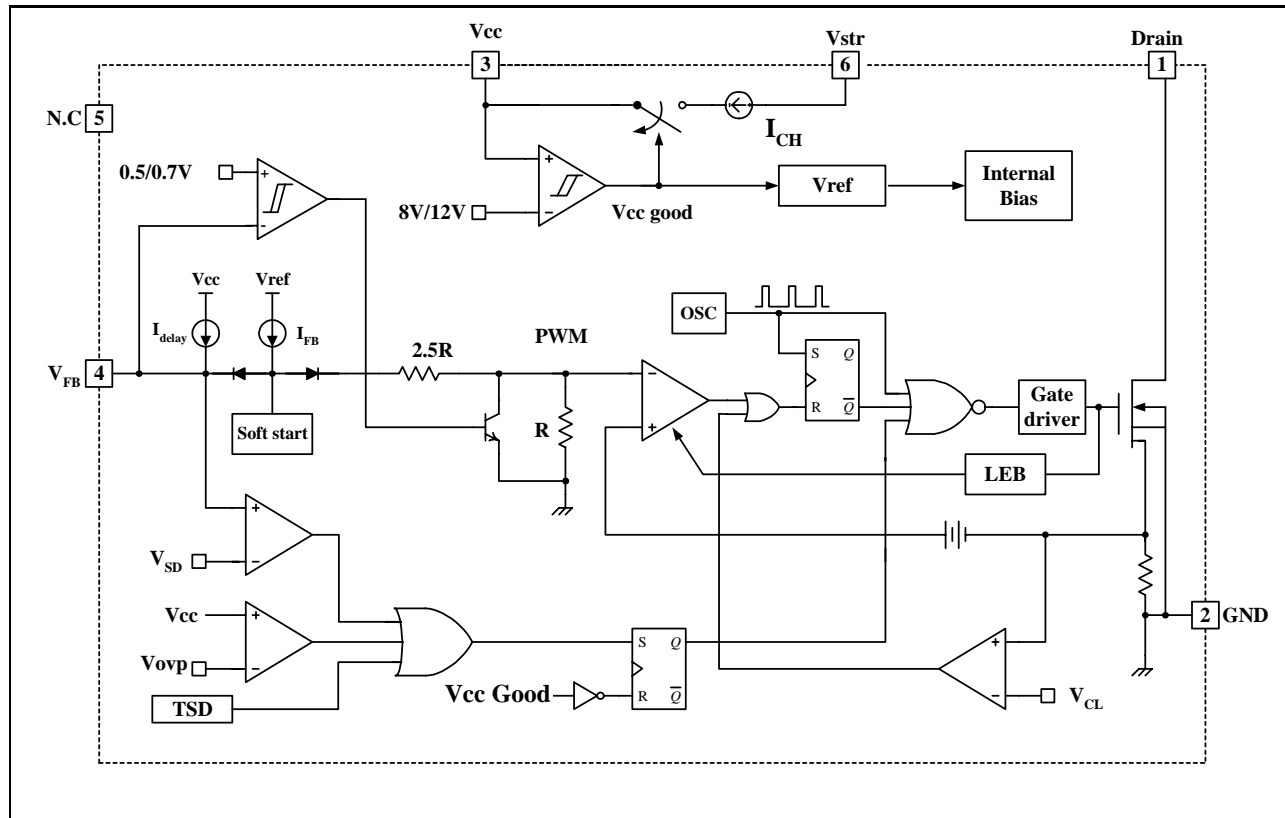 Vcc
Vstr
Drain
3
6
1
N.C 5
I_CH
0.5/0.7V
+
-
+
−
8V/12V
Vcc good
Vref
Internal
Bias
Vcc
Vref
I_delay
I_FB
OSC
PWM
2.5R
V_FB 4
Soft start
R
−
+
S Q
R Q̅
Gate
driver
LEB
+
−
V_SD
Vcc
+
−
Vovp
TSD
S Q
R Q̅
Vcc Good
+
−
V_CL
2 GND